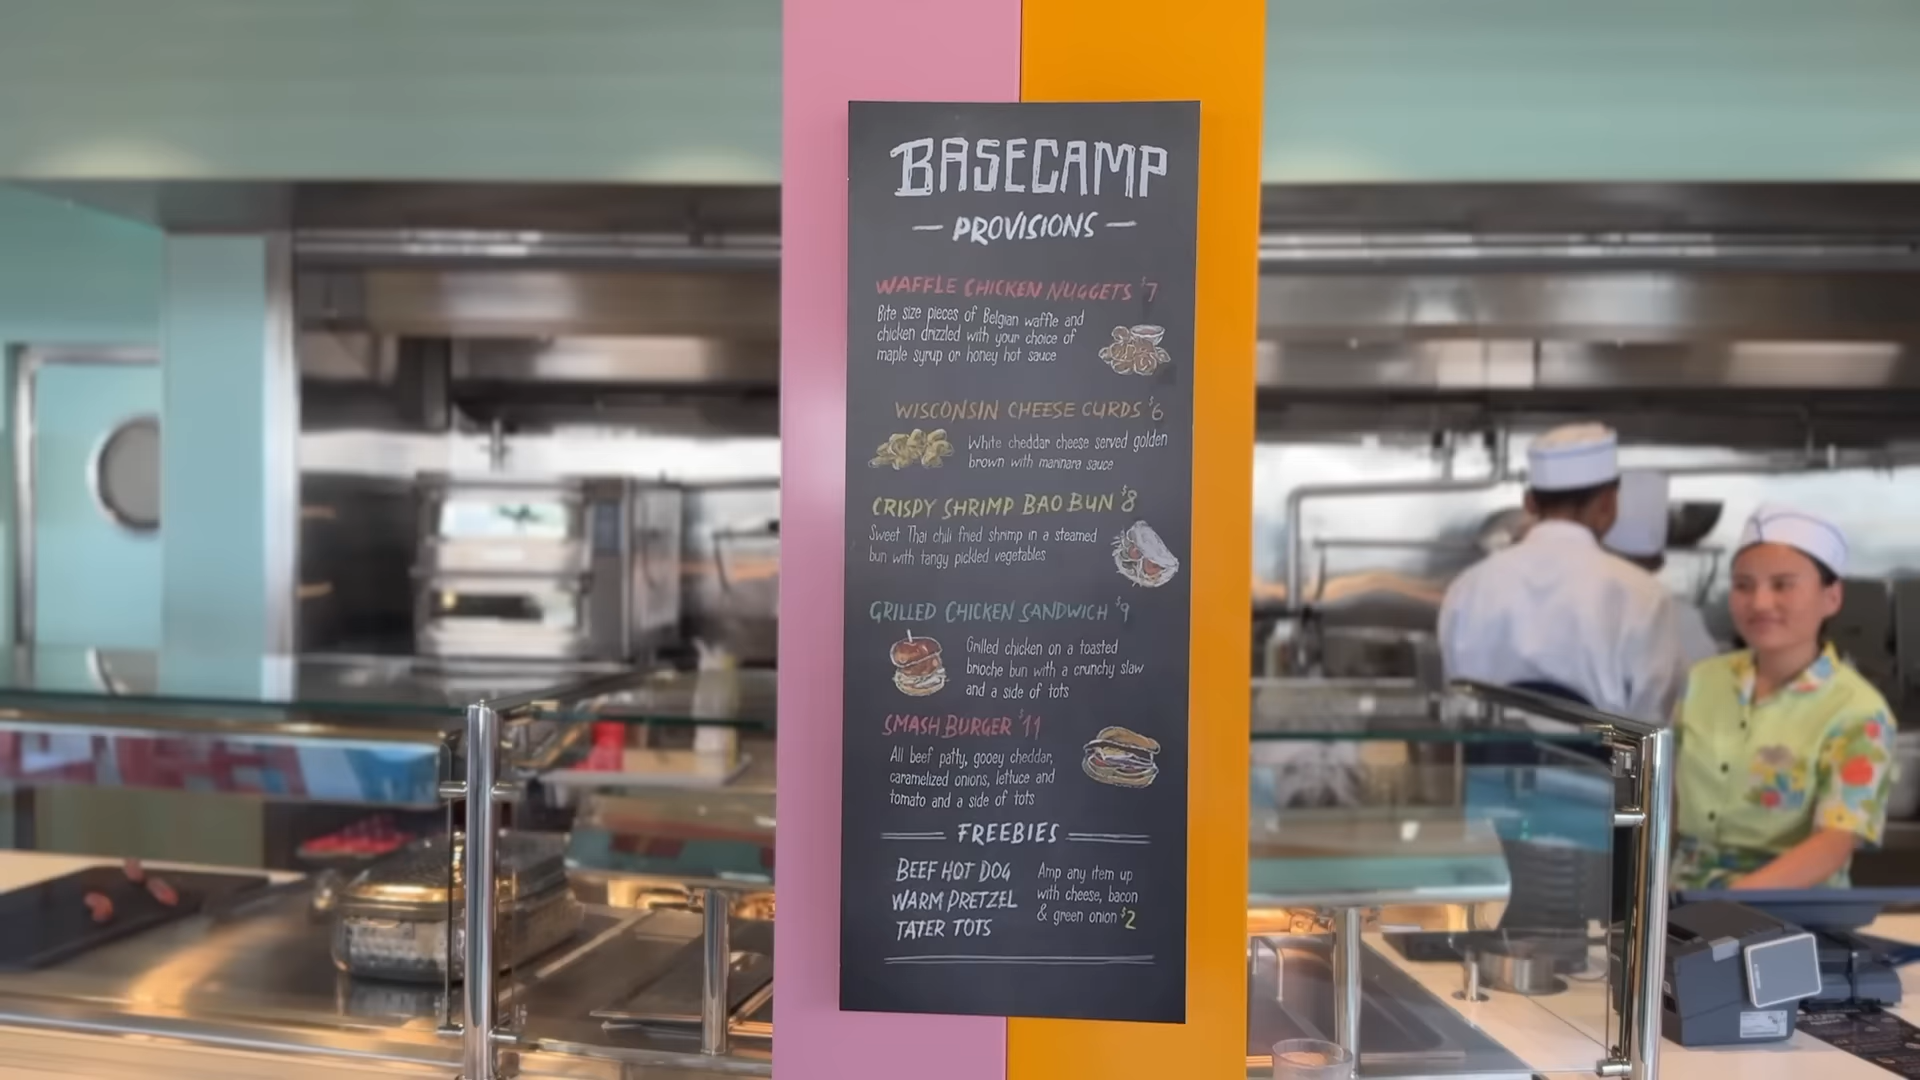 BASECAMP
— PROVISIONS —
WAFFLE CHICKEN NUGGETS $7
Bite size pieces of Belgian waffle and
chicken drizzled with your choice of
maple syrup or honey hot sauce
WISCONSIN CHEESE CURDS $6
White cheddar cheese served golden
brown with marinara sauce
CRISPY SHRIMP BAO BUN $8
Sweet Thai chili fried shrimp in a steamed
bun with tangy pickled vegetables
GRILLED CHICKEN SANDWICH $9
Grilled chicken on a toasted
brioche bun with a crunchy slaw
and a side of tots
SMASH BURGER $11
All beef patty, gooey cheddar,
caramelized onions, lettuce and
tomato and a side of tots
FREEBIES
BEEF HOT DOG
WARM PRETZEL
TATER TOTS
Amp any item up
with cheese, bacon
& green onion $2